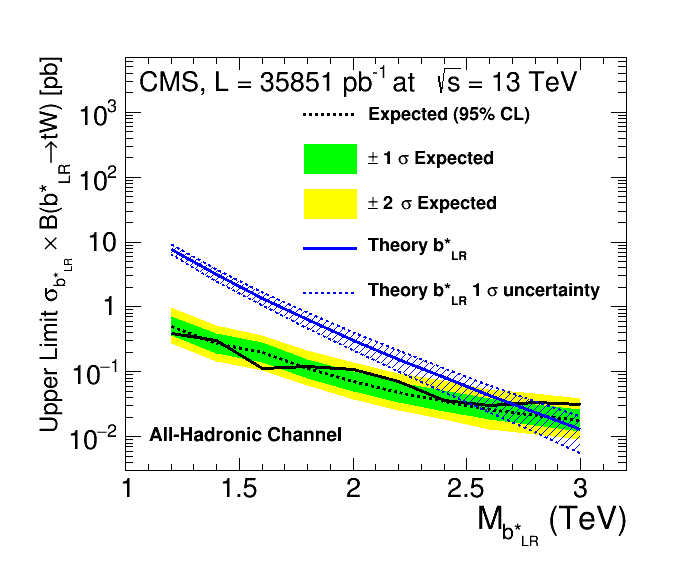 CMS, L = 35851 pb⁻¹ at √s = 13 TeV
Expected (95% CL)
± 1 σ Expected
± 2 σ Expected
Theory b*LR
Theory b*LR 1 σ uncertainty
Upper Limit σb*LR × B(b*LR→tW) [pb]
10³
10²
10
1
10⁻¹
10⁻²
All-Hadronic Channel
1 1.5 2 2.5 3
Mb*LR (TeV)